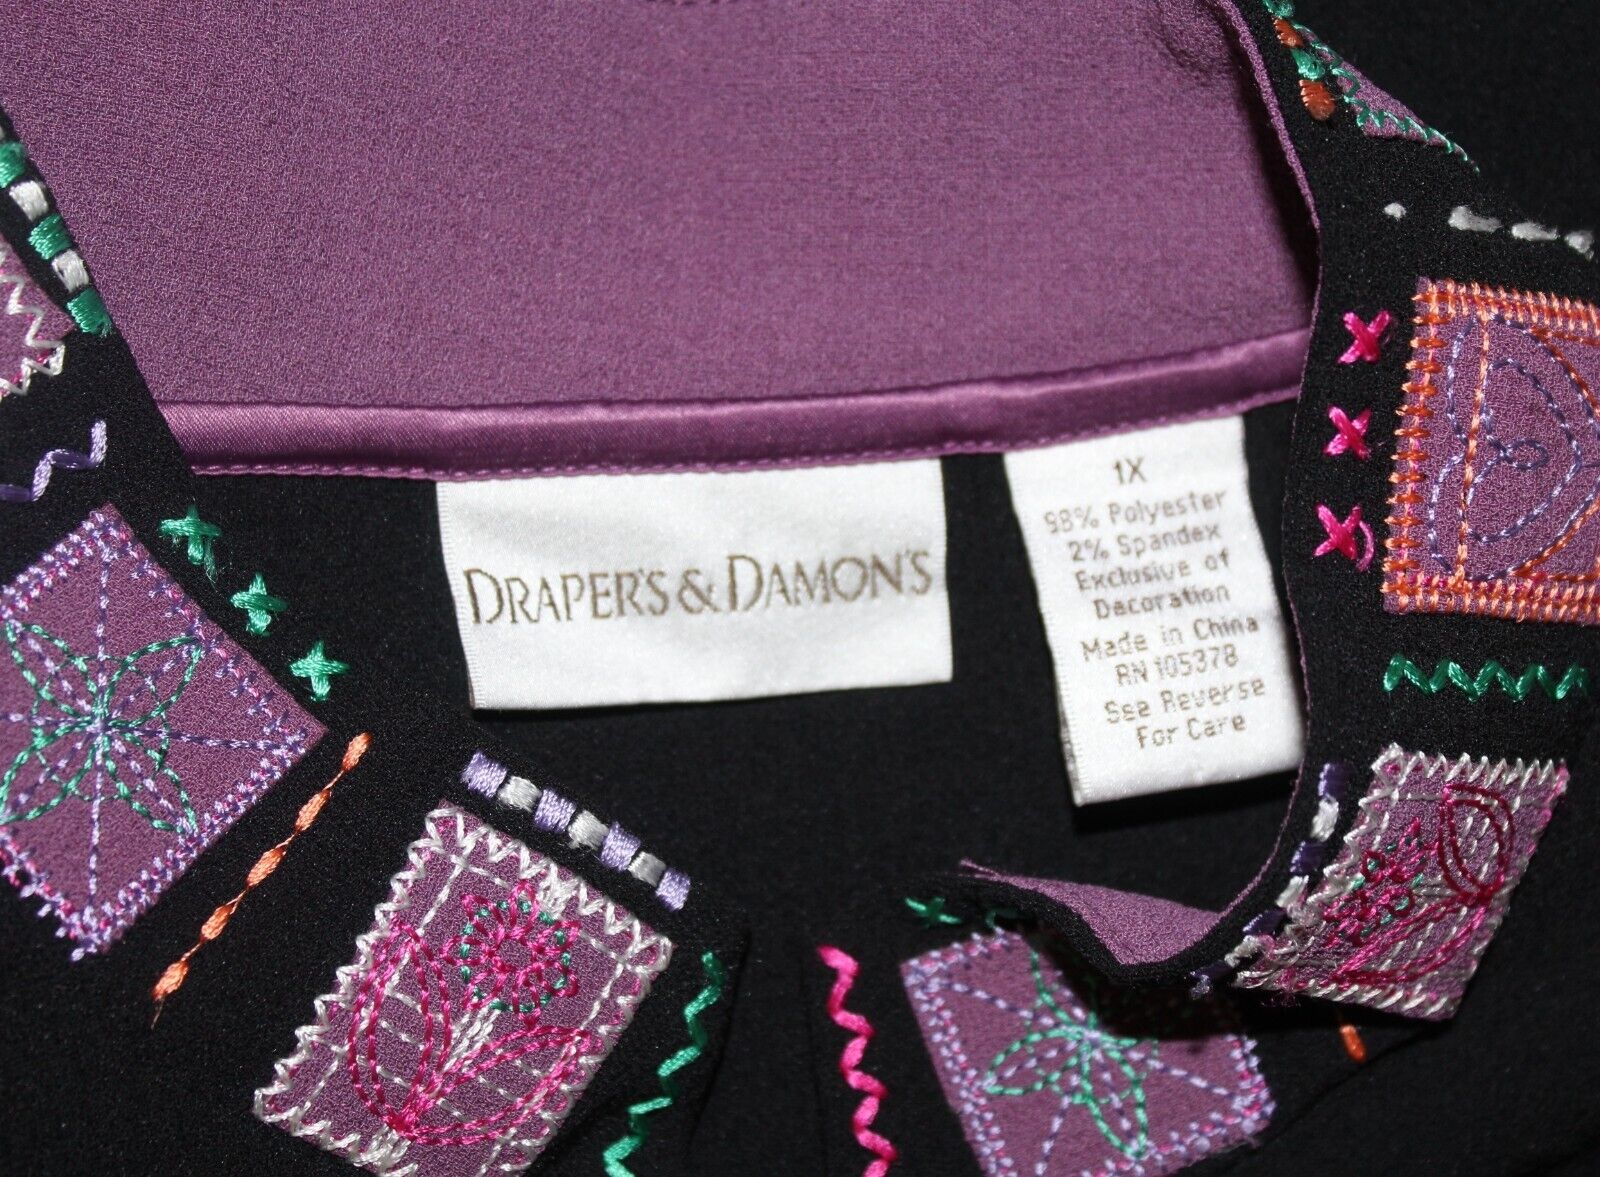 DRAPER'S & DAMON'S
1X
98% Polyester
2% Spandex
Exclusive of
Decoration
Made in China
RN 105378
See Reverse
For Care